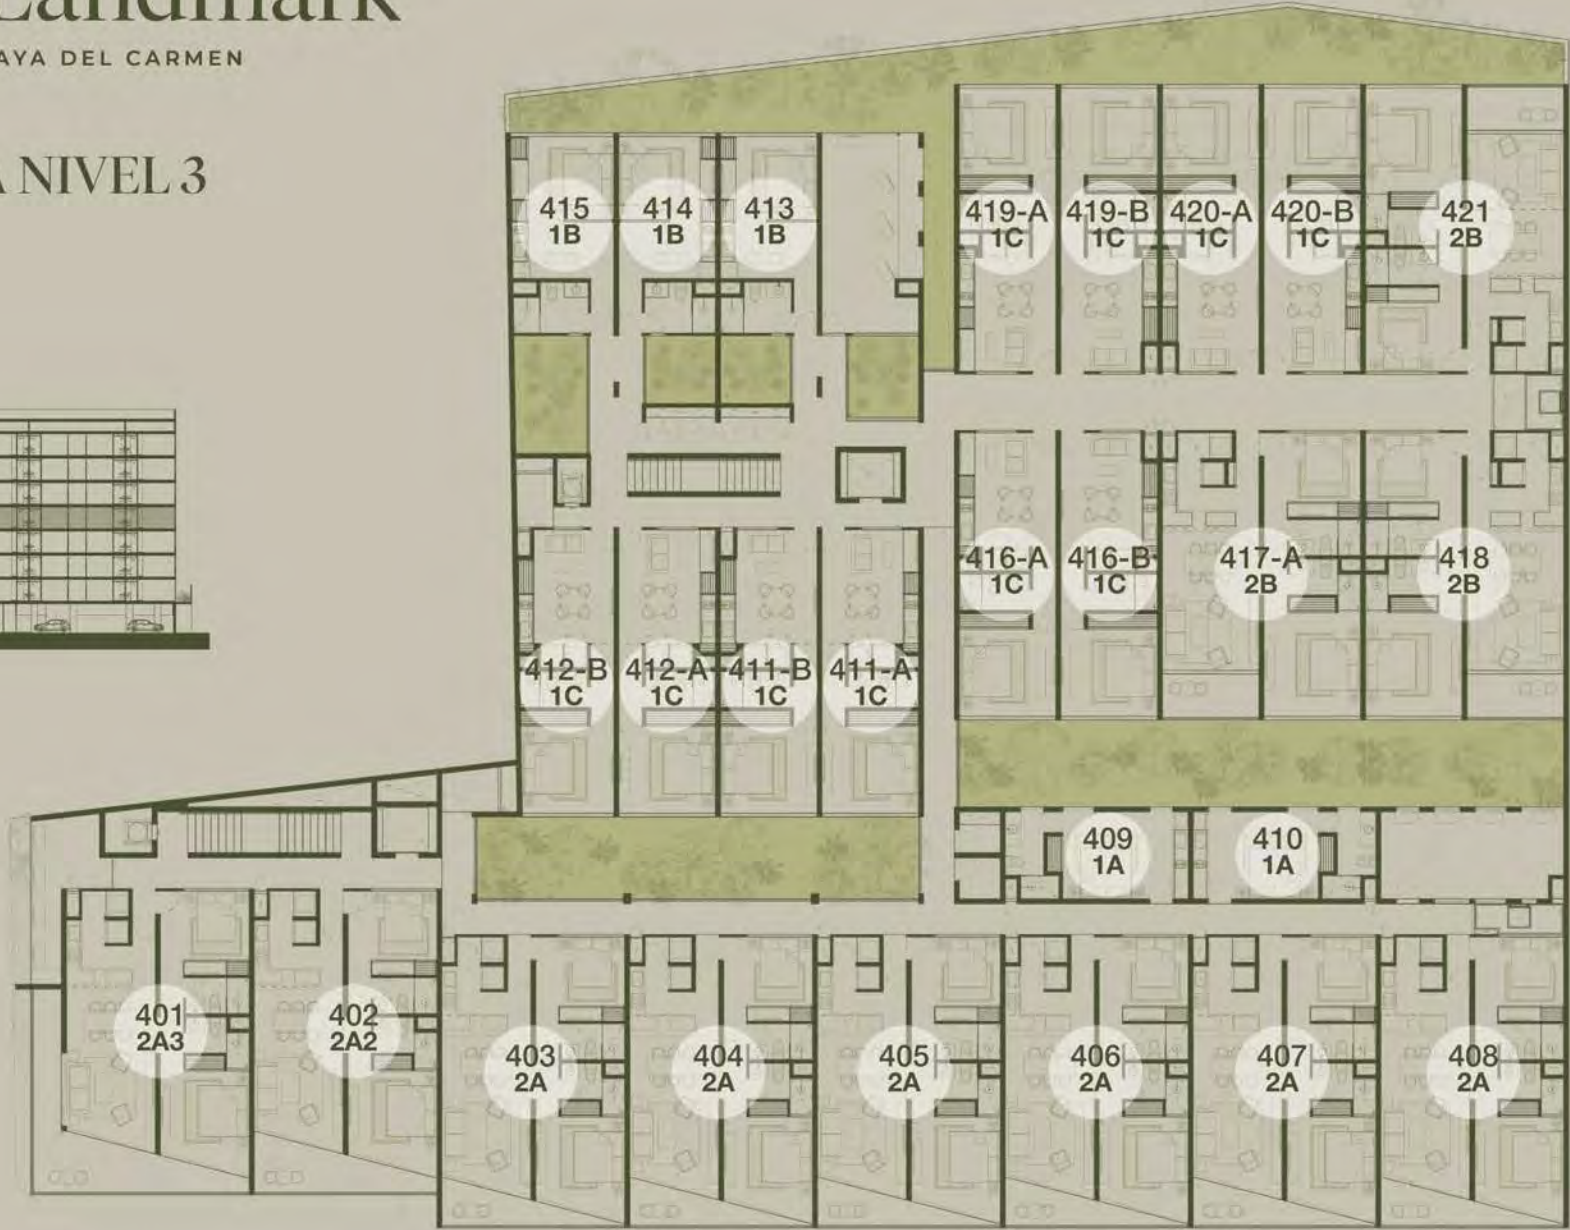 Landmark
AYA DEL CARMEN
A NIVEL 3
415
1B
414
1B
413
1B
419-A
1C
419-B
1C
420-A
1C
420-B
1C
421
2B
416-A
1C
416-B
1C
417-A
2B
418
2B
412-B
1C
412-A
1C
411-B
1C
411-A
1C
409
1A
410
1A
401
2A3
402
2A2
403
2A
404
2A
405
2A
406
2A
407
2A
408
2A